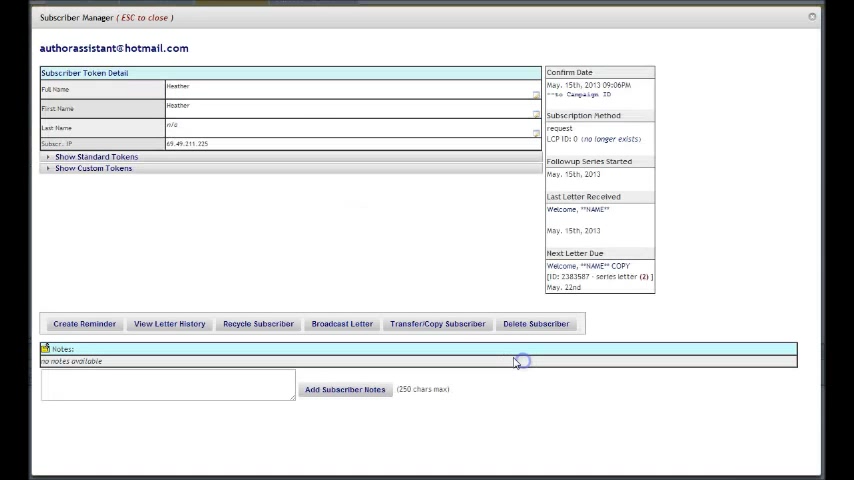 Subscriber Manager ( ESC to close )
authorassistant@hotmail.com
Subscriber Token Detail
Full Name
Heather
First Name
Heather
Last Name
n/a
Subscr. IP
69.49.211.225
Show Standard Tokens
Show Custom Tokens
Confirm Date
May. 15th, 2013 09:06PM
**to Campaign ID
Subscription Method
request
LCP ID: 0 (no longer exists)
Followup Series Started
May. 15th, 2013
Last Letter Received
Welcome, **NAME**
May. 15th, 2013
Next Letter Due
Welcome, **NAME** COPY
[ID: 2383587 - series letter (2) ]
May. 22nd
Create Reminder
View Letter History
Recycle Subscriber
Broadcast Letter
Transfer/Copy Subscriber
Delete Subscriber
Notes:
no notes available
Add Subscriber Notes
(250 chars max)